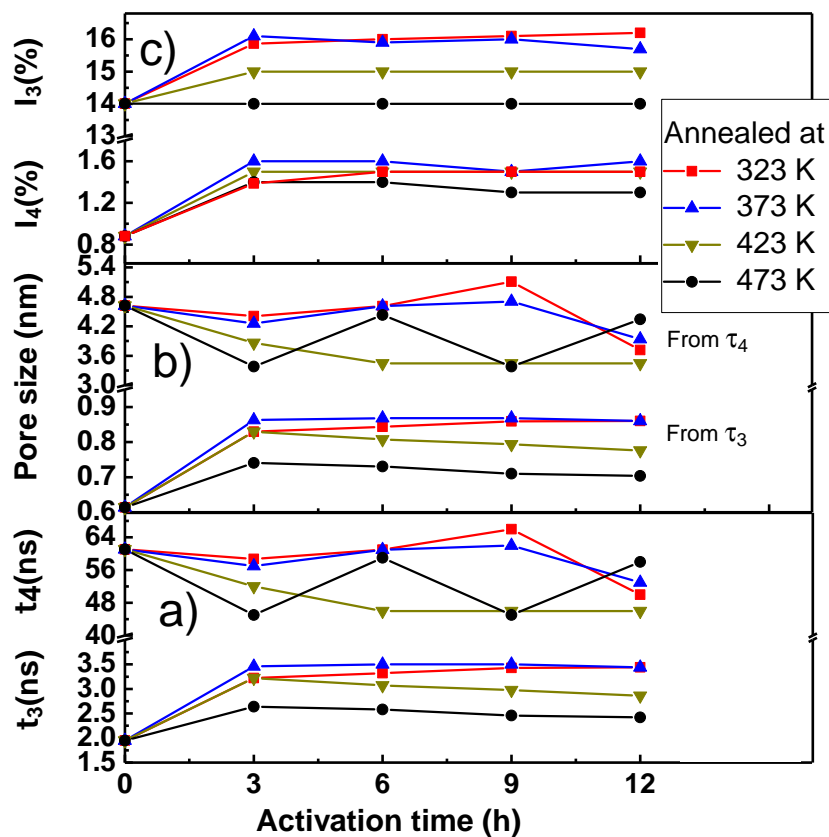 c)
I₃(%)
16
15
14
13
I₄(%)
1.6
1.2
0.8
Annealed at
323 K
373 K
423 K
473 K
b)
Pore size (nm)
5.4
4.8
4.2
3.6
3.0
From τ₄
0.9
0.8
0.7
0.6
From τ₃
a)
t₄(ns)
64
56
48
40
t₃(ns)
3.5
3.0
2.5
2.0
1.5
0 3 6 9 12
Activation time (h)